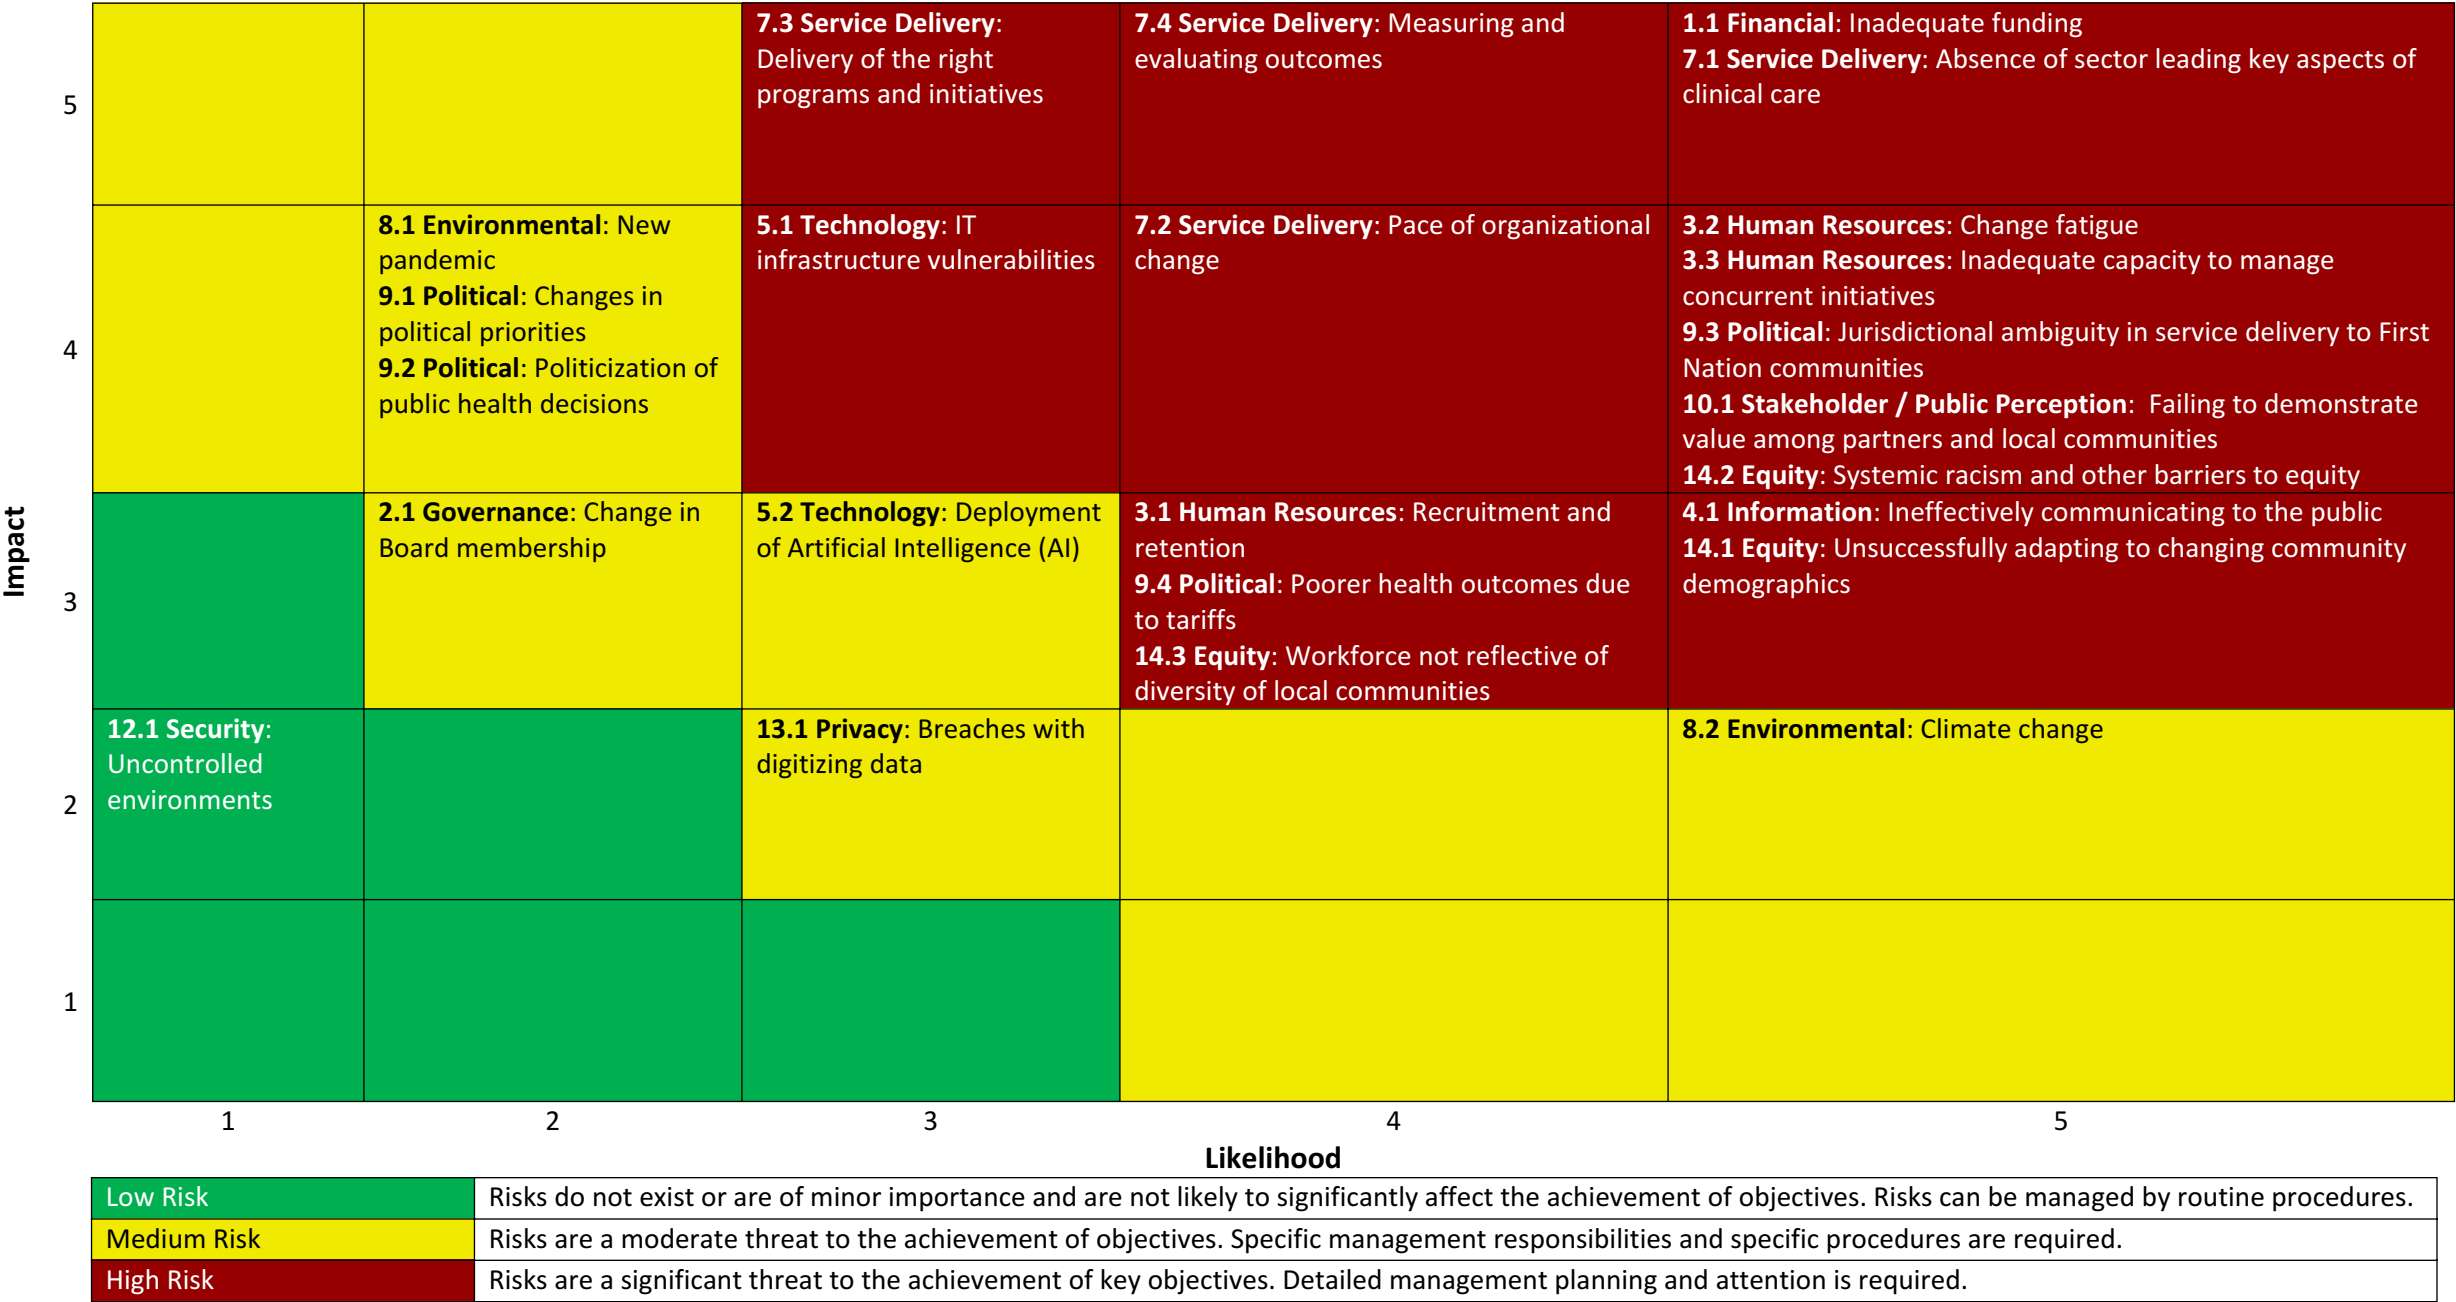 7.3 Service Delivery:
Delivery of the right
programs and initiatives
7.4 Service Delivery: Measuring and
evaluating outcomes
1.1 Financial: Inadequate funding
7.1 Service Delivery: Absence of sector leading key aspects of
clinical care
5
8.1 Environmental: New
pandemic
9.1 Political: Changes in
political priorities
9.2 Political: Politicization of
public health decisions
5.1 Technology: IT
infrastructure vulnerabilities
7.2 Service Delivery: Pace of organizational
change
3.2 Human Resources: Change fatigue
3.3 Human Resources: Inadequate capacity to manage
concurrent initiatives
9.3 Political: Jurisdictional ambiguity in service delivery to First
Nation communities
10.1 Stakeholder / Public Perception:  Failing to demonstrate
value among partners and local communities
14.2 Equity: Systemic racism and other barriers to equity
4
Impact
2.1 Governance: Change in
Board membership
5.2 Technology: Deployment
of Artificial Intelligence (AI)
3.1 Human Resources: Recruitment and
retention
9.4 Political: Poorer health outcomes due
to tariffs
14.3 Equity: Workforce not reflective of
diversity of local communities
4.1 Information: Ineffectively communicating to the public
14.1 Equity: Unsuccessfully adapting to changing community
demographics
3
12.1 Security:
Uncontrolled
environments
13.1 Privacy: Breaches with
digitizing data
8.2 Environmental: Climate change
2
1
1 2 3 4 5
Likelihood
Low Risk
Risks do not exist or are of minor importance and are not likely to significantly affect the achievement of objectives. Risks can be managed by routine procedures.
Medium Risk
Risks are a moderate threat to the achievement of objectives. Specific management responsibilities and specific procedures are required.
High Risk
Risks are a significant threat to the achievement of key objectives. Detailed management planning and attention is required.